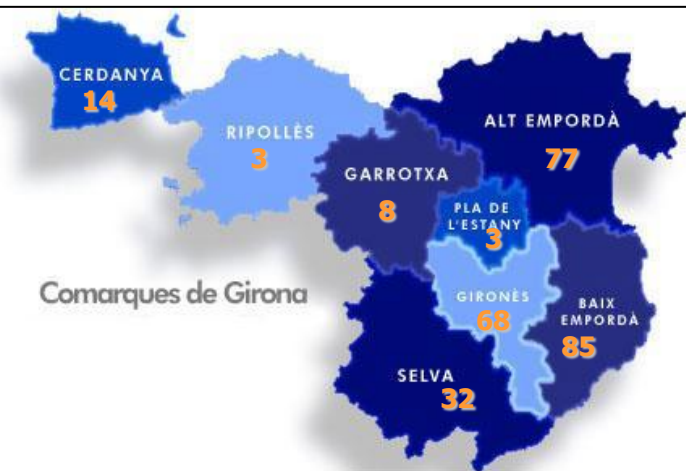 CERDANYA
14
RIPOLLÈS
3
ALT EMPORDÀ
77
GARROTXA
8
PLA DE
L'ESTANY
3
Comarques de Girona
GIRONÈS
68
BAIX
EMPORDÀ
85
SELVA
32